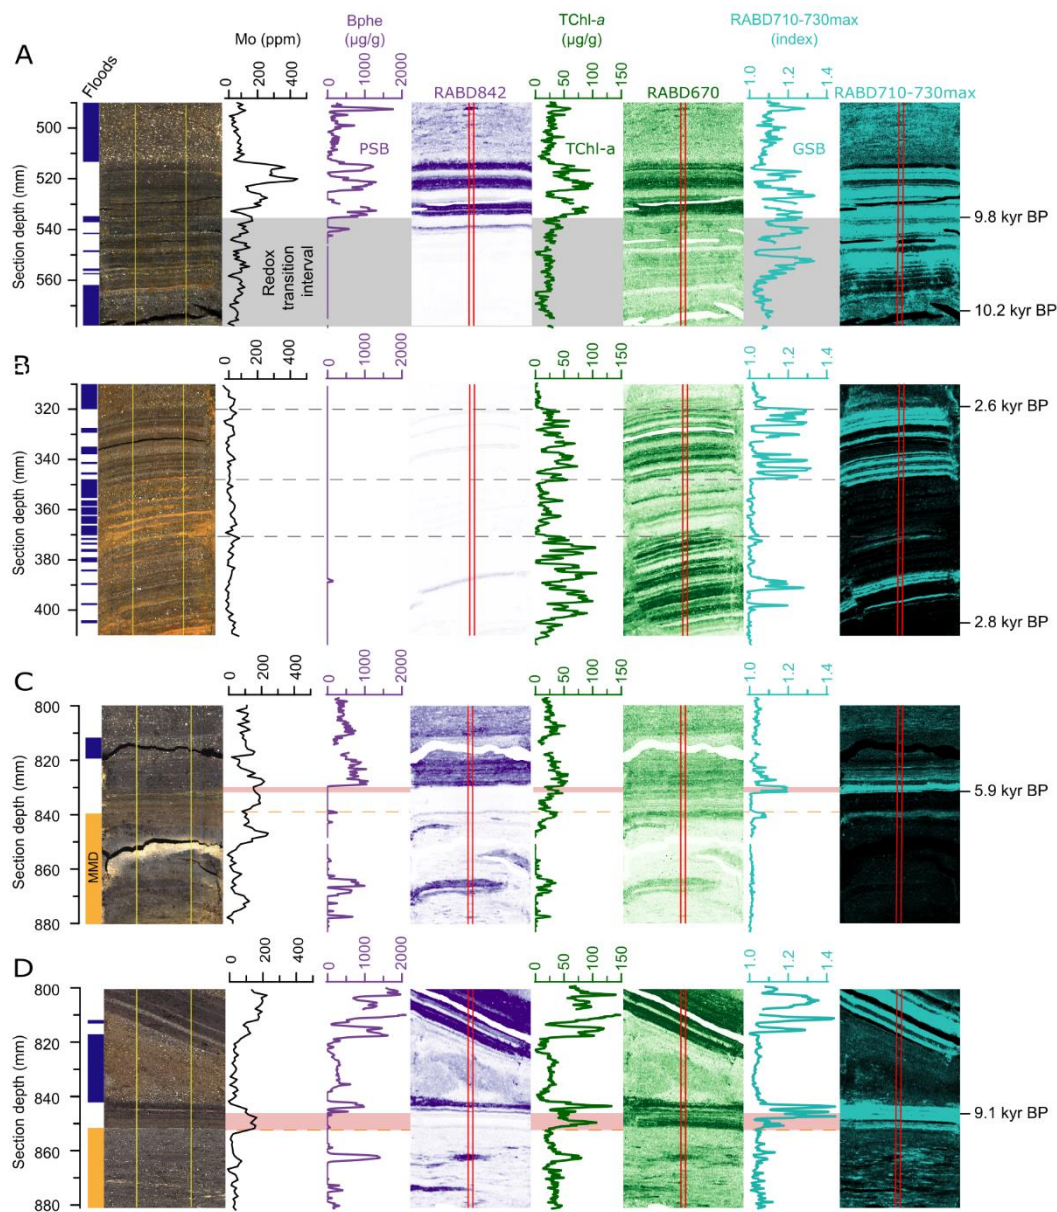 Bphe
TChl-a
RABD710-730max
A
Floods
Mo (ppm)
(µg/g)
(µg/g)
(index)
0
200
400
0
1000
2000
RABD842
0
50
100
150
RABD670
1.0
1.2
1.4
RABD710-730max
Section depth (mm)
500
520
540
560
PSB
TChl-a
GSB
Redox
transition
interval
9.8 kyr BP
10.2 kyr BP
B
0
200
400
0
1000
2000
0
50
100
150
1.0
1.2
1.4
Section depth (mm)
320
340
360
380
400
2.6 kyr BP
2.8 kyr BP
C
0
200
400
0
1000
2000
0
50
100
150
1.0
1.2
1.4
Section depth (mm)
800
820
840
860
880
MMD
5.9 kyr BP
D
0
200
400
0
1000
2000
0
50
100
150
1.0
1.2
1.4
Section depth (mm)
800
820
840
860
880
9.1 kyr BP